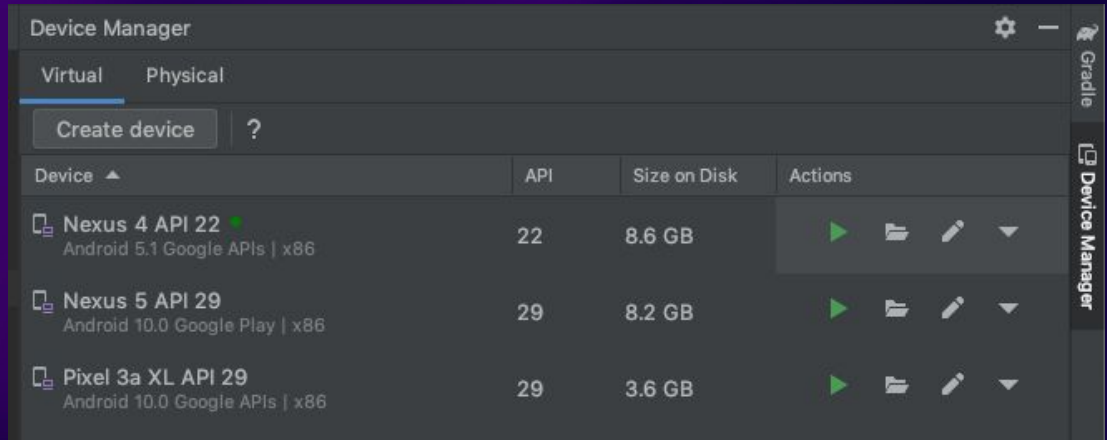 Device Manager
Virtual Physical
Create device ?
Device API Size on Disk Actions
Nexus 4 API 22 22 8.6 GB
Android 5.1 Google APIs | x86
Nexus 5 API 29 29 8.2 GB
Android 10.0 Google Play | x86
Pixel 3a XL API 29 29 3.6 GB
Android 10.0 Google APIs | x86
Gradle
Device Manager